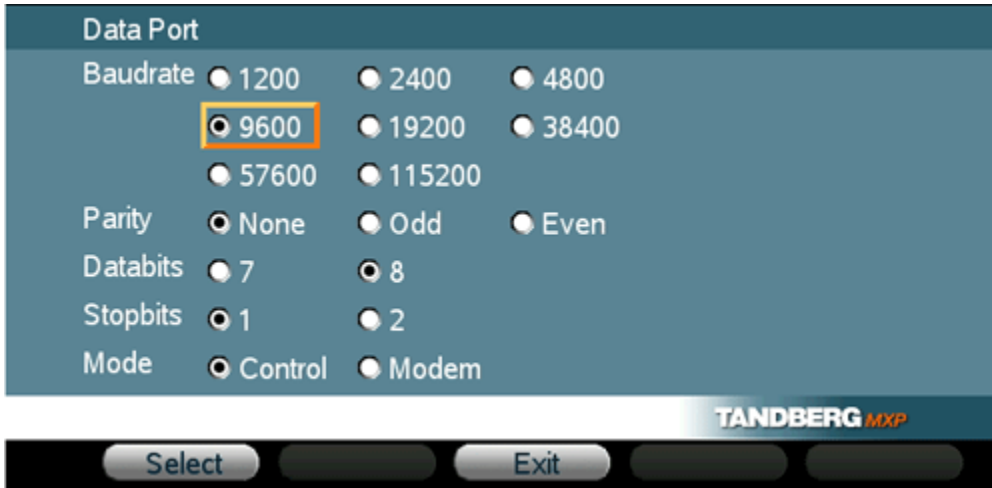 Data Port
Baudrate 1200 2400 4800
9600 19200 38400
57600 115200
Parity None Odd Even
Databits 7 8
Stopbits 1 2
Mode Control Modem
TANDBERG MXP
Select Exit